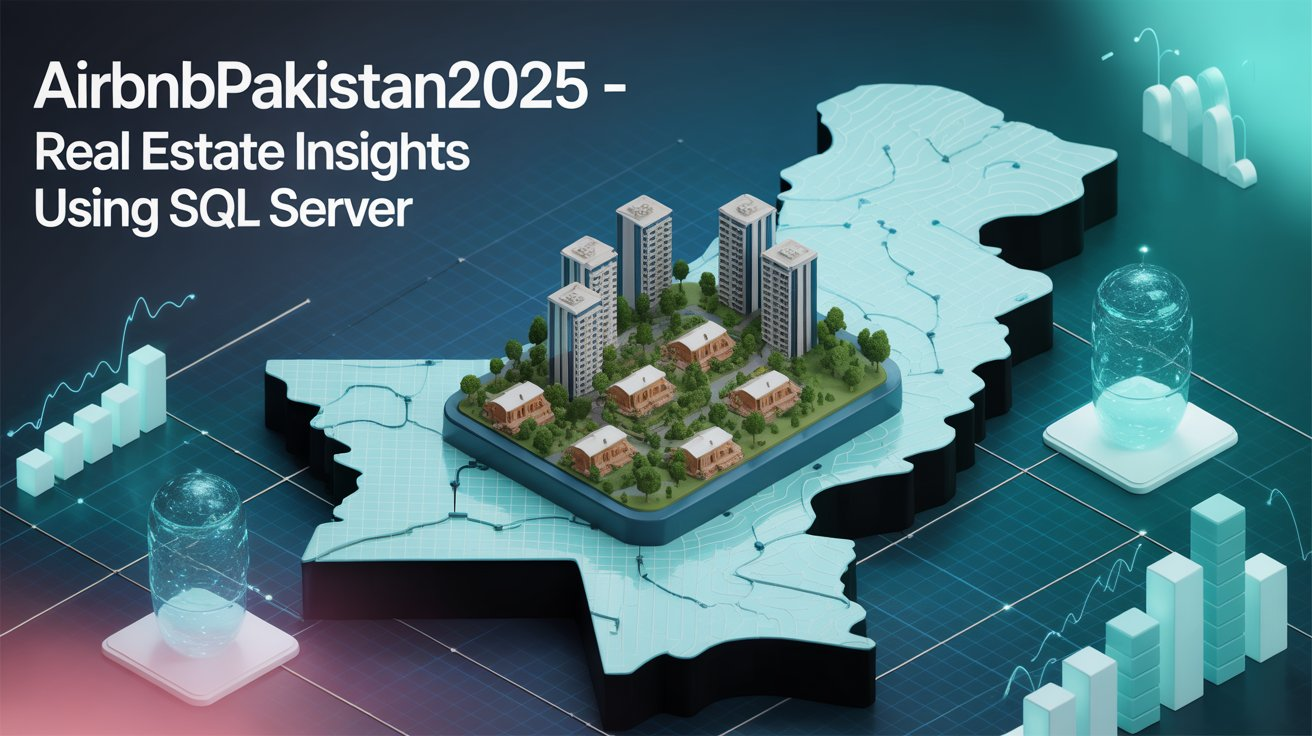 AirbnbPakistan2025 -
Real Estate Insights
Using SQL Server